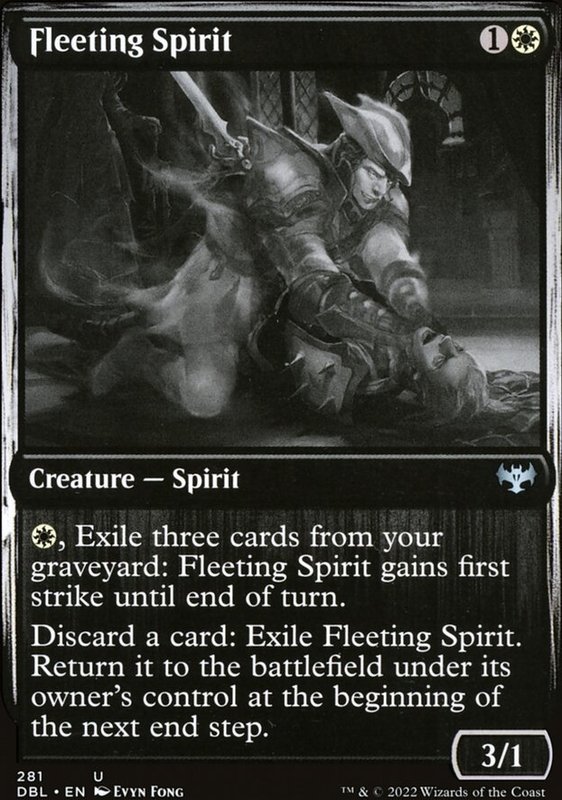 Fleeting Spirit 1
Creature — Spirit
, Exile three cards from your
graveyard: Fleeting Spirit gains first
strike until end of turn.
Discard a card: Exile Fleeting Spirit.
Return it to the battlefield under its
owner's control at the beginning of
the next end step.
3/1
281 U
DBL • EN Evyn Fong
™ & © 2022 Wizards of the Coast